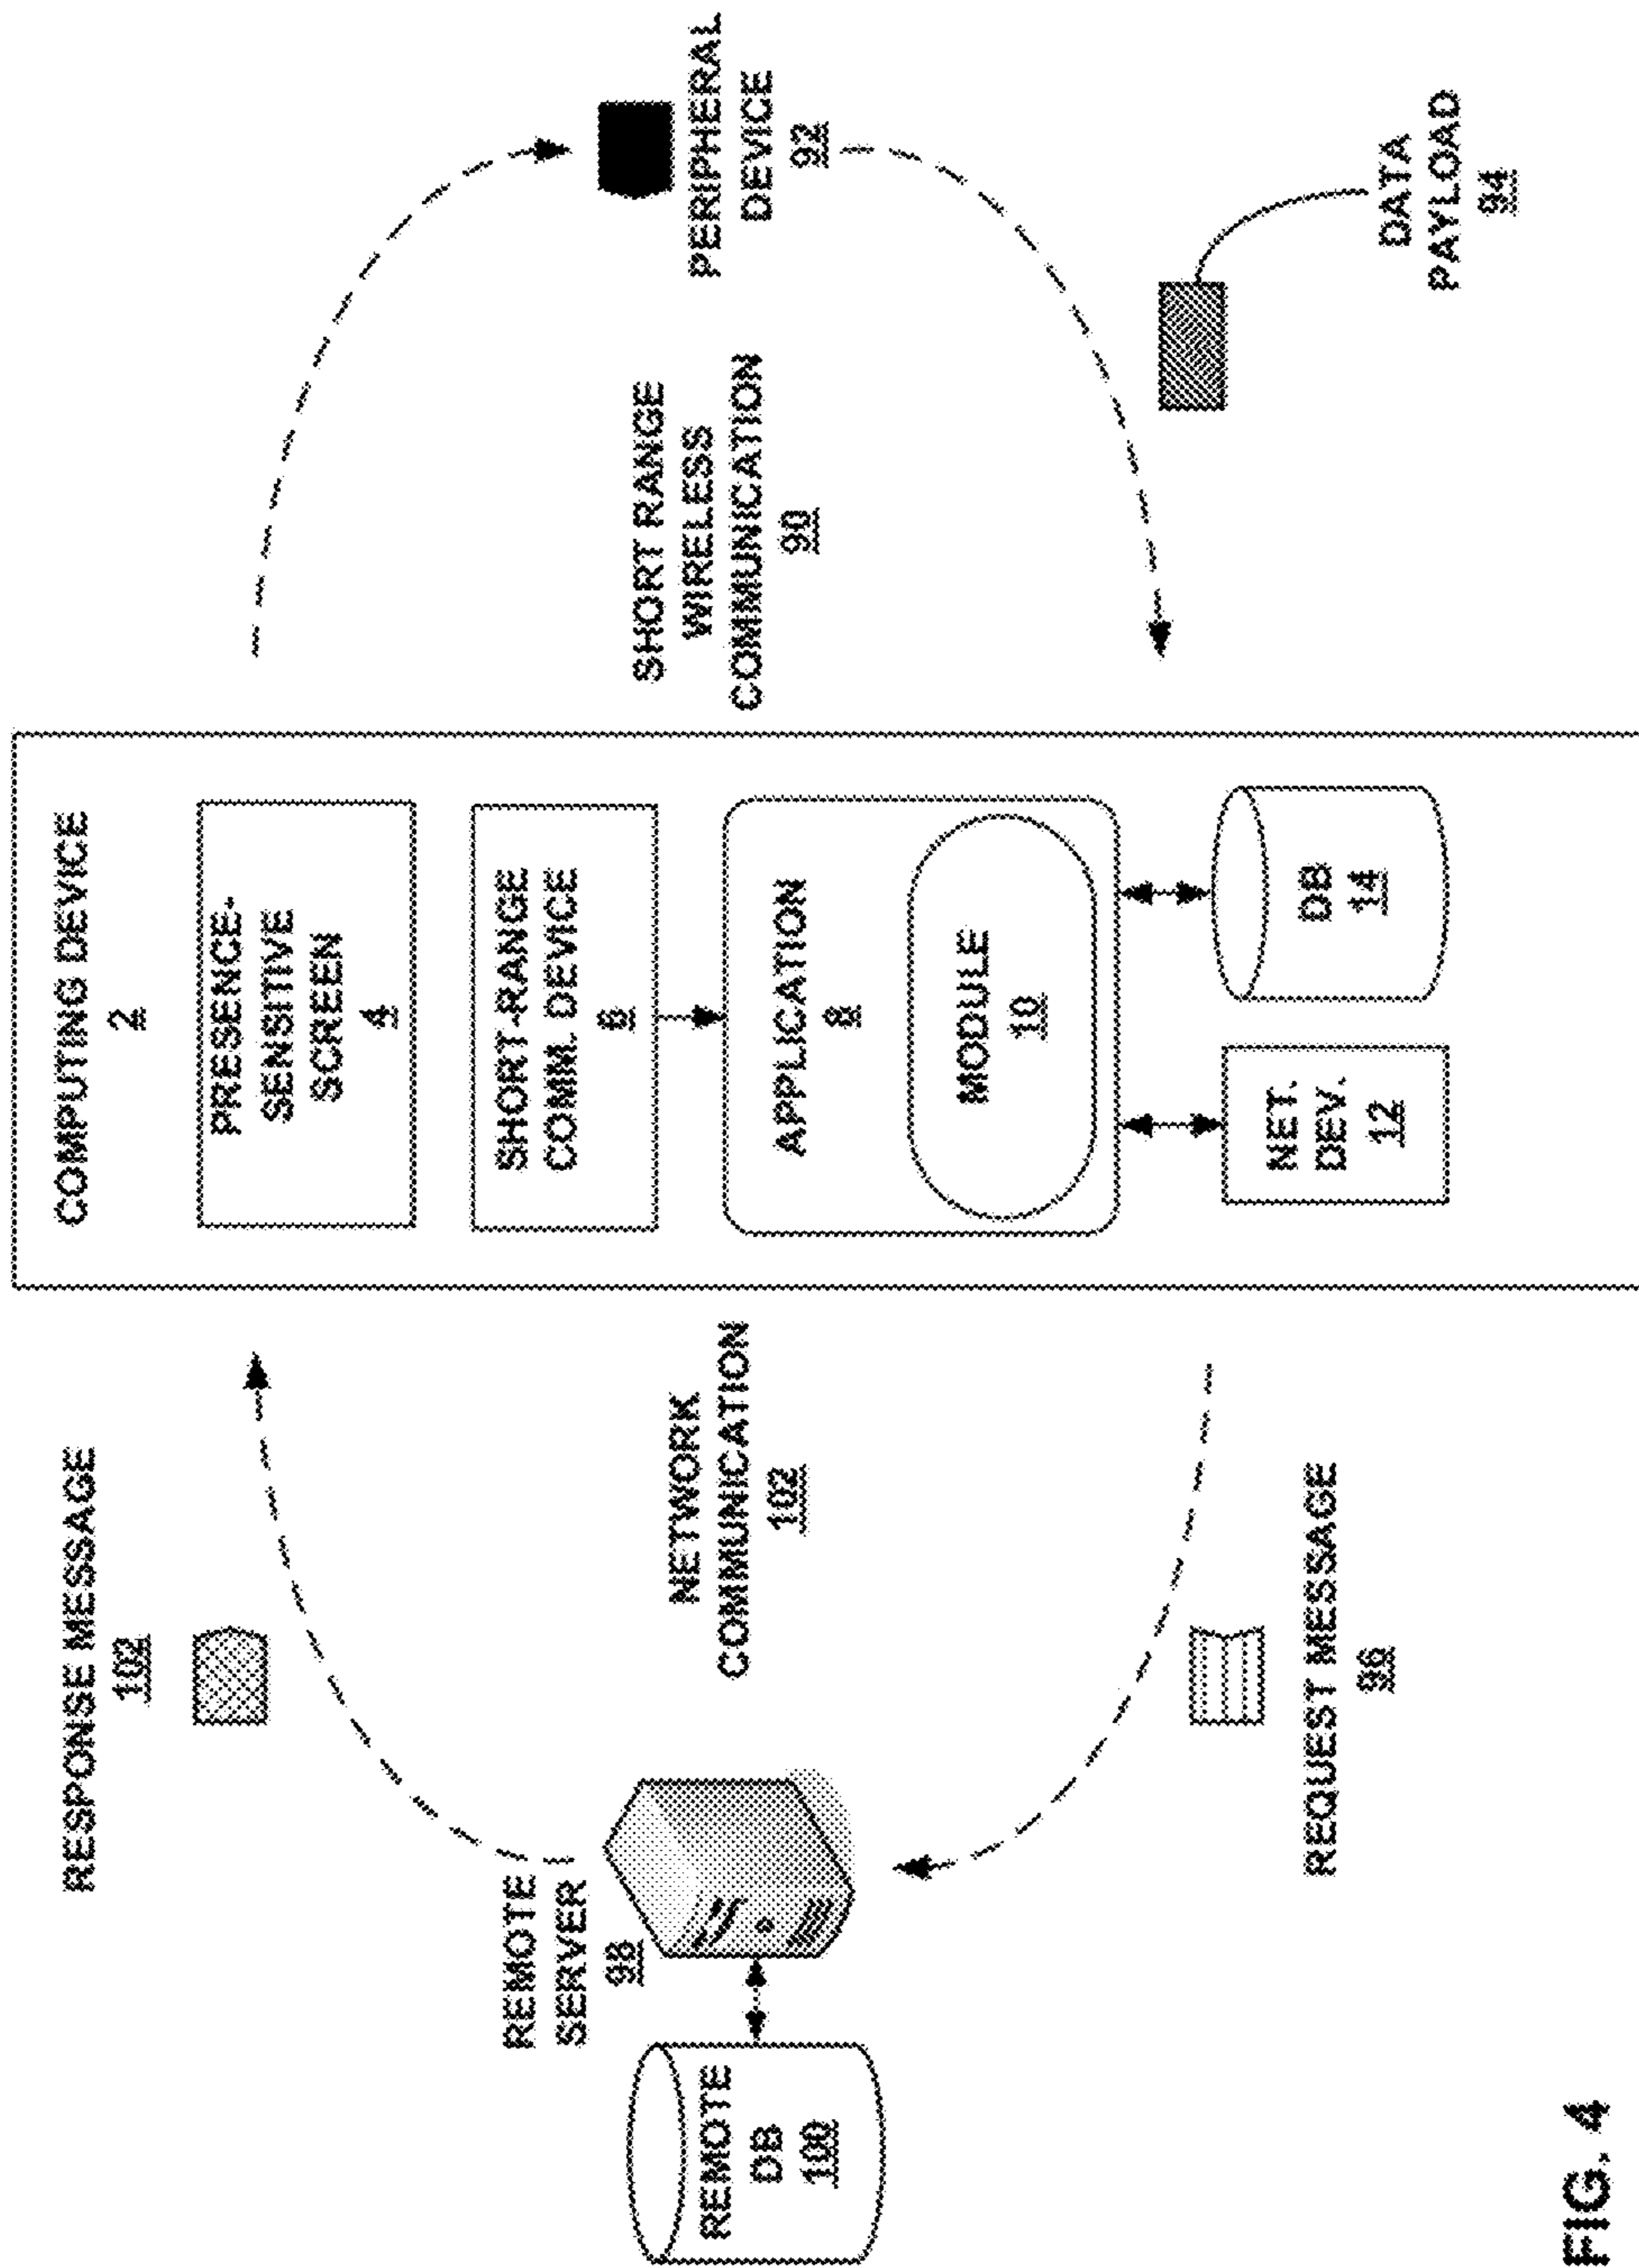 RESPONSE MESSAGE
102
REMOTE
SERVER
98
REMOTE
DB
100
NETWORK
COMMUNICATION
102
REQUEST MESSAGE
96
COMPUTING DEVICE
2
PRESENCE-
SENSITIVE
SCREEN
4
SHORT-RANGE
COMM. DEVICE
6
APPLICATION
8
MODULE
10
NET.
DEV.
12
DB
14
SHORT RANGE
WIRELESS
COMMUNICATION
90
PERIPHERAL
DEVICE
92
DATA
PAYLOAD
94
FIG. 4